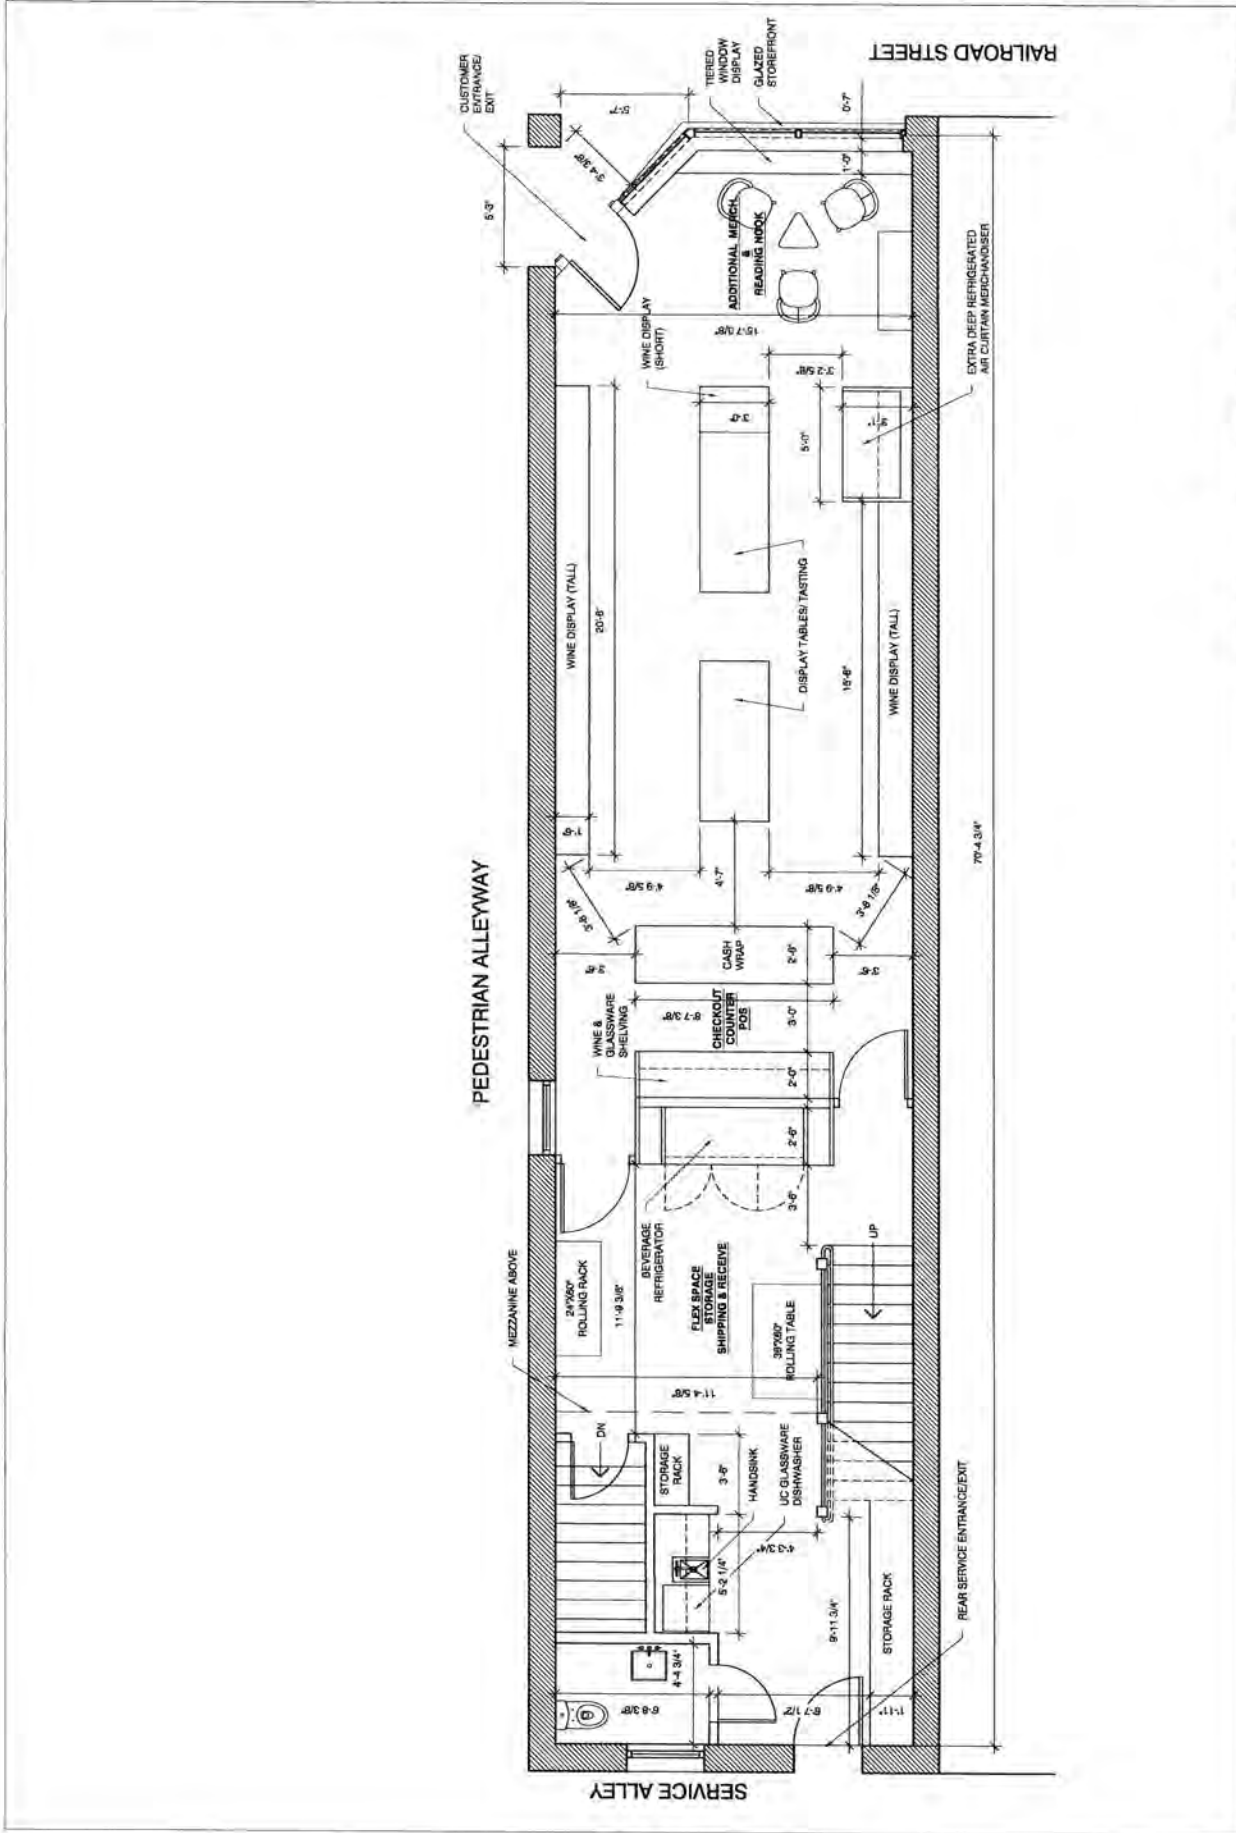 CUSTOMER
ENTRANCE/
EXIT
TIERED
WINDOW
DISPLAY
GLAZED
STOREFRONT
RAILROAD STREET
5'-7"
0'-7"
3'-4 3/8"
5'-3"
1'-0"
ADDITIONAL MERCH.
&
READING NOOK
WINE DISPLAY
(SHORT)
15'-7 3/8"
3'-2 5/8"
EXTRA DEEP REFRIGERATED
AIR CURTAIN MERCHANDISER
3'-0"
5'-0"
WINE DISPLAY (TALL)
20'-6"
DISPLAY TABLES/ TASTING
15'-6"
WINE DISPLAY (TALL)
1'-6"
PEDESTRIAN ALLEYWAY
4'-9 5/8"
4'-7"
4'-9 5/8"
3'-8 1/8"
70'-4 3/4"
CASH
WRAP
2'-6"
3'-6"
8'-7 3/8"
WINE &
GLASSWARE
SHELVING
CHECKOUT
COUNTER
POS
3'-0"
2'-0"
2'-6"
3'-6"
MEZZANINE ABOVE
24"X60"
ROLLING RACK
11'-9 3/8"
BEVERAGE
REFRIGERATOR
FLEX SPACE
STORAGE
SHIPPING & RECEIVE
UP
ROLLING TABLE
11'-4 5/8"
DN
STORAGE
RACK
3'-6"
HANDSINK
UC GLASSWARE
DISHWASHER
4'-3 3/4"
5'-2 1/4"
9'-11 3/4"
STORAGE RACK
REAR SERVICE ENTRANCE/EXIT
4'-4 3/4"
6'-8 3/8"
6'-7 1/2"
1'-11"
SERVICE ALLEY